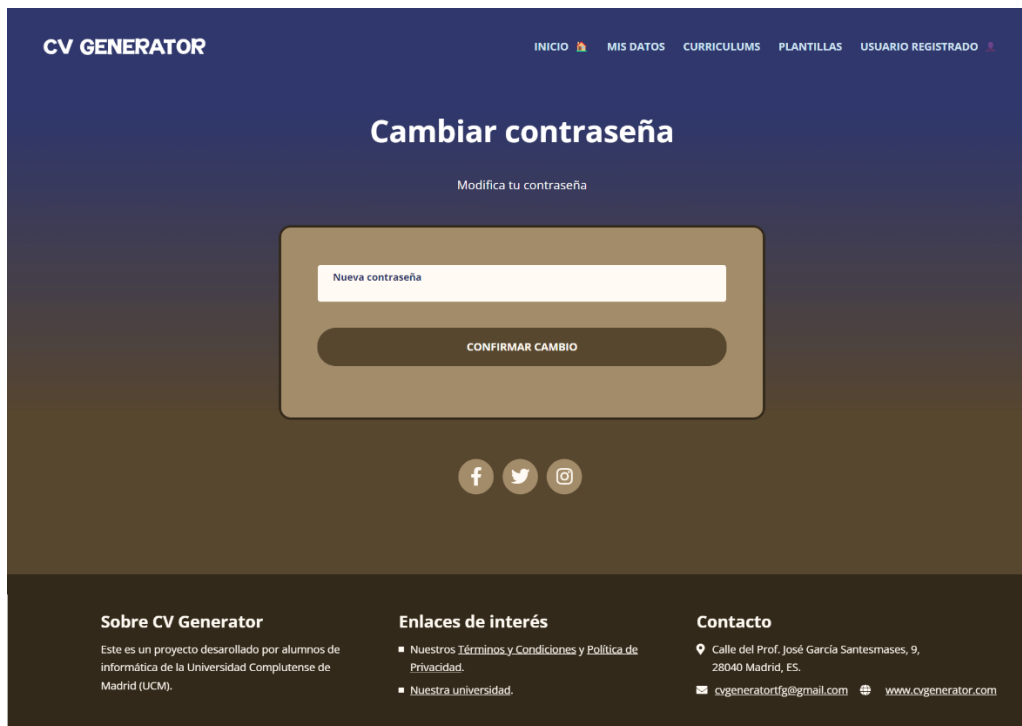 CV GENERATOR
INICIO MIS DATOS CURRICULUMS PLANTILLAS USUARIO REGISTRADO
Cambiar contraseña
Modifica tu contraseña
Nueva contraseña
CONFIRMAR CAMBIO
Sobre CV Generator
Este es un proyecto desarollado por alumnos de
informática de la Universidad Complutense de
Madrid (UCM).
Enlaces de interés
Nuestros Términos y Condiciones y Política de
Privacidad.
Nuestra universidad.
Contacto
Calle del Prof. José García Santesmases, 9,
28040 Madrid, ES.
cvgeneratortfg@gmail.com www.cvgenerator.com